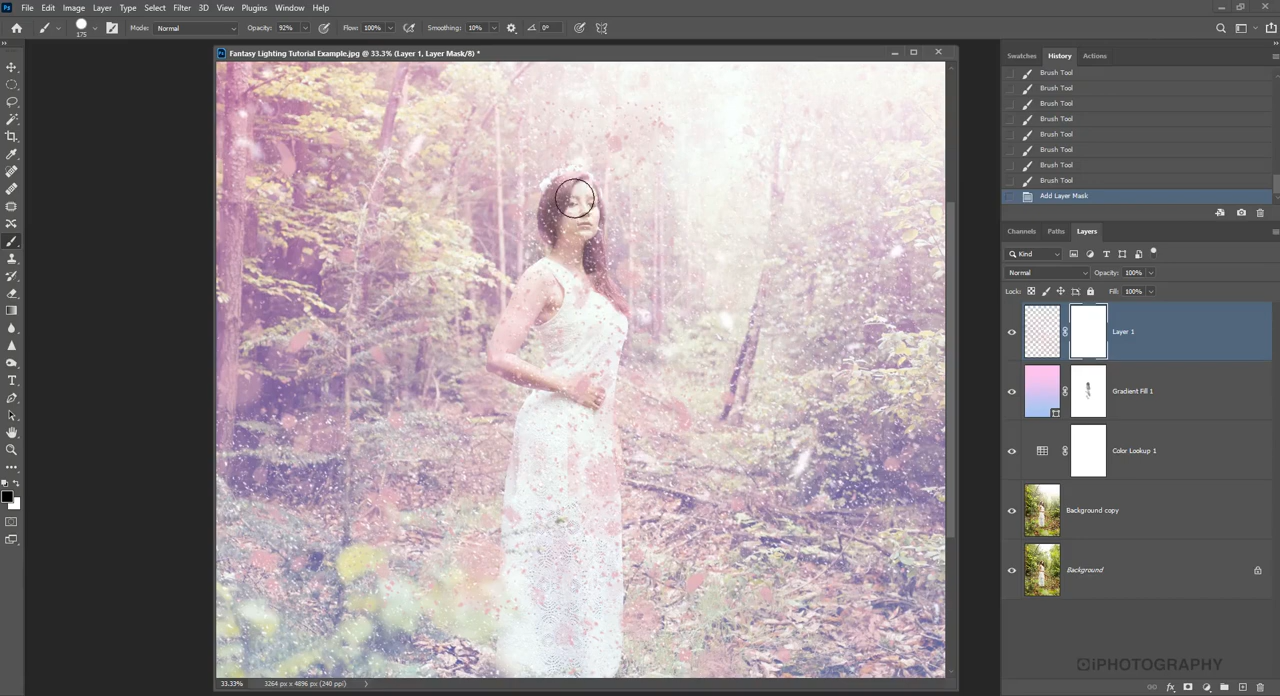 Ps File Edit Image Layer Type Select Filter 3D View Plugins Window Help
175 Mode: Normal Opacity: 92% Flow: 100% Smoothing: 10% 0°
Ps Fantasy Lighting Tutorial Example.jpg @ 33.3% (Layer 1, Layer Mask/8) *
Swatches History Actions
Brush Tool
Brush Tool
Brush Tool
Brush Tool
Brush Tool
Brush Tool
Brush Tool
Brush Tool
Add Layer Mask
Channels Paths Layers
Kind
Normal Opacity: 100%
Lock: Fill: 100%
Layer 1
Gradient Fill 1
Color Lookup 1
Background copy
Background
iPHOTOGRAPHY
33.33% 3264 px x 4896 px (240 ppi)
fx